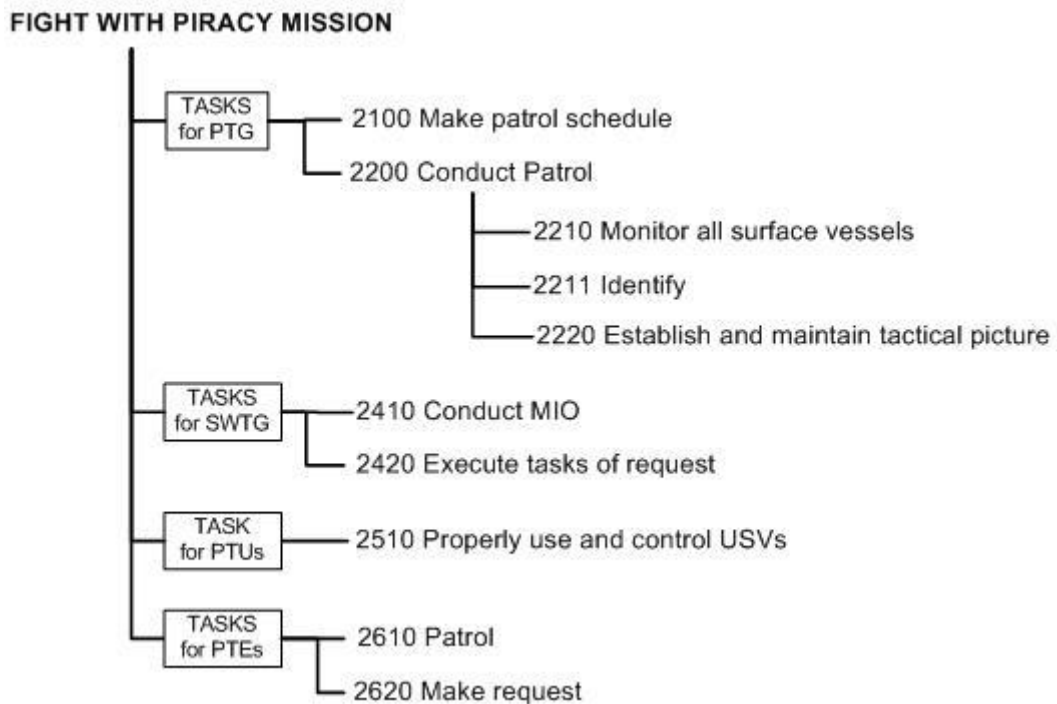 FIGHT WITH PIRACY MISSION
TASKS
for PTG
2100 Make patrol schedule
2200 Conduct Patrol
2210 Monitor all surface vessels
2211 Identify
2220 Establish and maintain tactical picture
TASKS
for SWTG
2410 Conduct MIO
2420 Execute tasks of request
TASK
for PTUs
2510 Properly use and control USVs
TASKS
for PTEs
2610 Patrol
2620 Make request